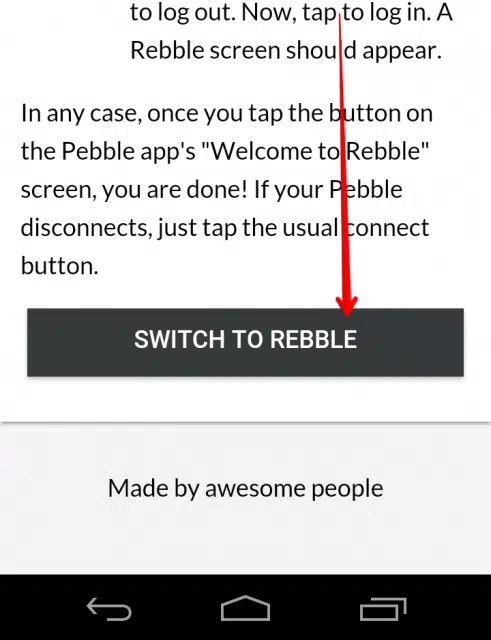 to log out. Now, tap to log in. A
Rebble screen should appear.
In any case, once you tap the button on
the Pebble app's "Welcome to Rebble"
screen, you are done! If your Pebble
disconnects, just tap the usual connect
button.
SWITCH TO REBBLE
Made by awesome people